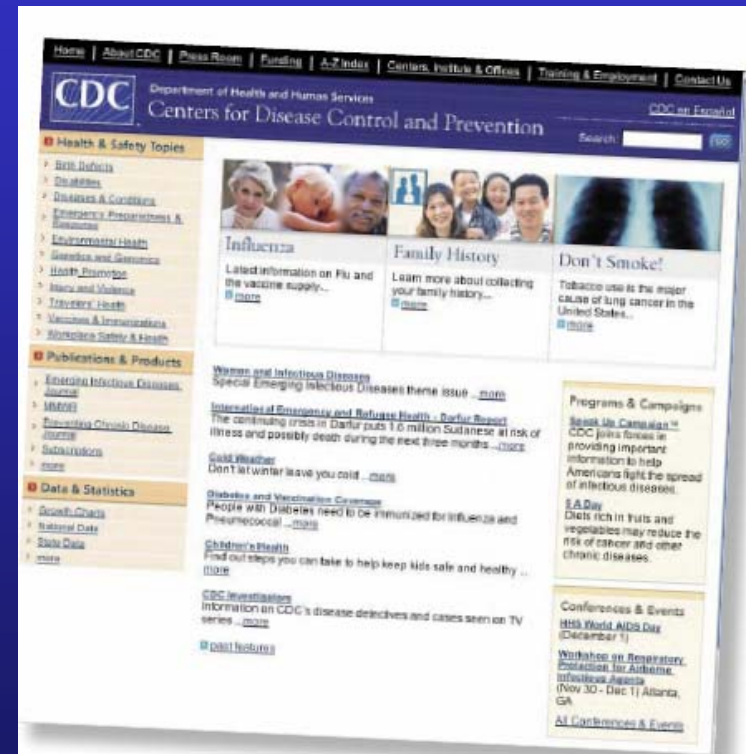 Home | About CDC | Press Room | Funding | A-Z Index | Centers, Institute & Offices | Training & Employment | Contact Us
CDC
Department of Health and Human Services
Centers for Disease Control and Prevention
CDC en Español
Search: GO
Health & Safety Topics
Birth Defects
Disabilities
Diseases & Conditions
Emergency Preparedness &
Response
Environmental Health
Genetics and Genomics
Health Promotion
Injury and Violence
Travelers' Health
Vaccines & Immunizations
Workplace Safety & Health
Publications & Products
Emerging Infectious Diseases
Journal
MMWR
Preventing Chronic Disease
Journal
Subscriptions
more
Data & Statistics
Growth Charts
National Data
State Data
more
Influenza
Latest information on Flu and
the vaccine supply...
more
Family History
Learn more about collecting
your family history...
more
Don't Smoke!
Tobacco use is the major
cause of lung cancer in the
United States...
more
Women and Infectious Diseases
Special Emerging Infectious Diseases theme issue ...more
International Emergency and Refugee Health - Darfur Report
The continuing crisis in Darfur puts 1.6 million Sudanese at risk of
illness and possibly death during the next three months ...more
Cold Weather
Don't let winter leave you cold ...more
Diabetes and Vaccination Coverage
People with Diabetes need to be immunized for Influenza and
Pneumococcal ...more
Children's Health
Find out steps you can take to help keep kids safe and healthy ...
more
CDC Investigators
Information on CDC's disease detectives and cases seen on TV
series ...more
past features
Programs & Campaigns
Speak Up Campaign™
CDC joins forces in
providing important
information to help
Americans fight the spread
of infectious diseases.
5 A Day
Diets rich in fruits and
vegetables may reduce the
risk of cancer and other
chronic diseases.
Conferences & Events
HHS World AIDS Day
(December 1)
Workshop on Respiratory
Protection for Airborne
Infectious Agents
(Nov 30 - Dec 1) Atlanta,
GA
All Conferences & Events